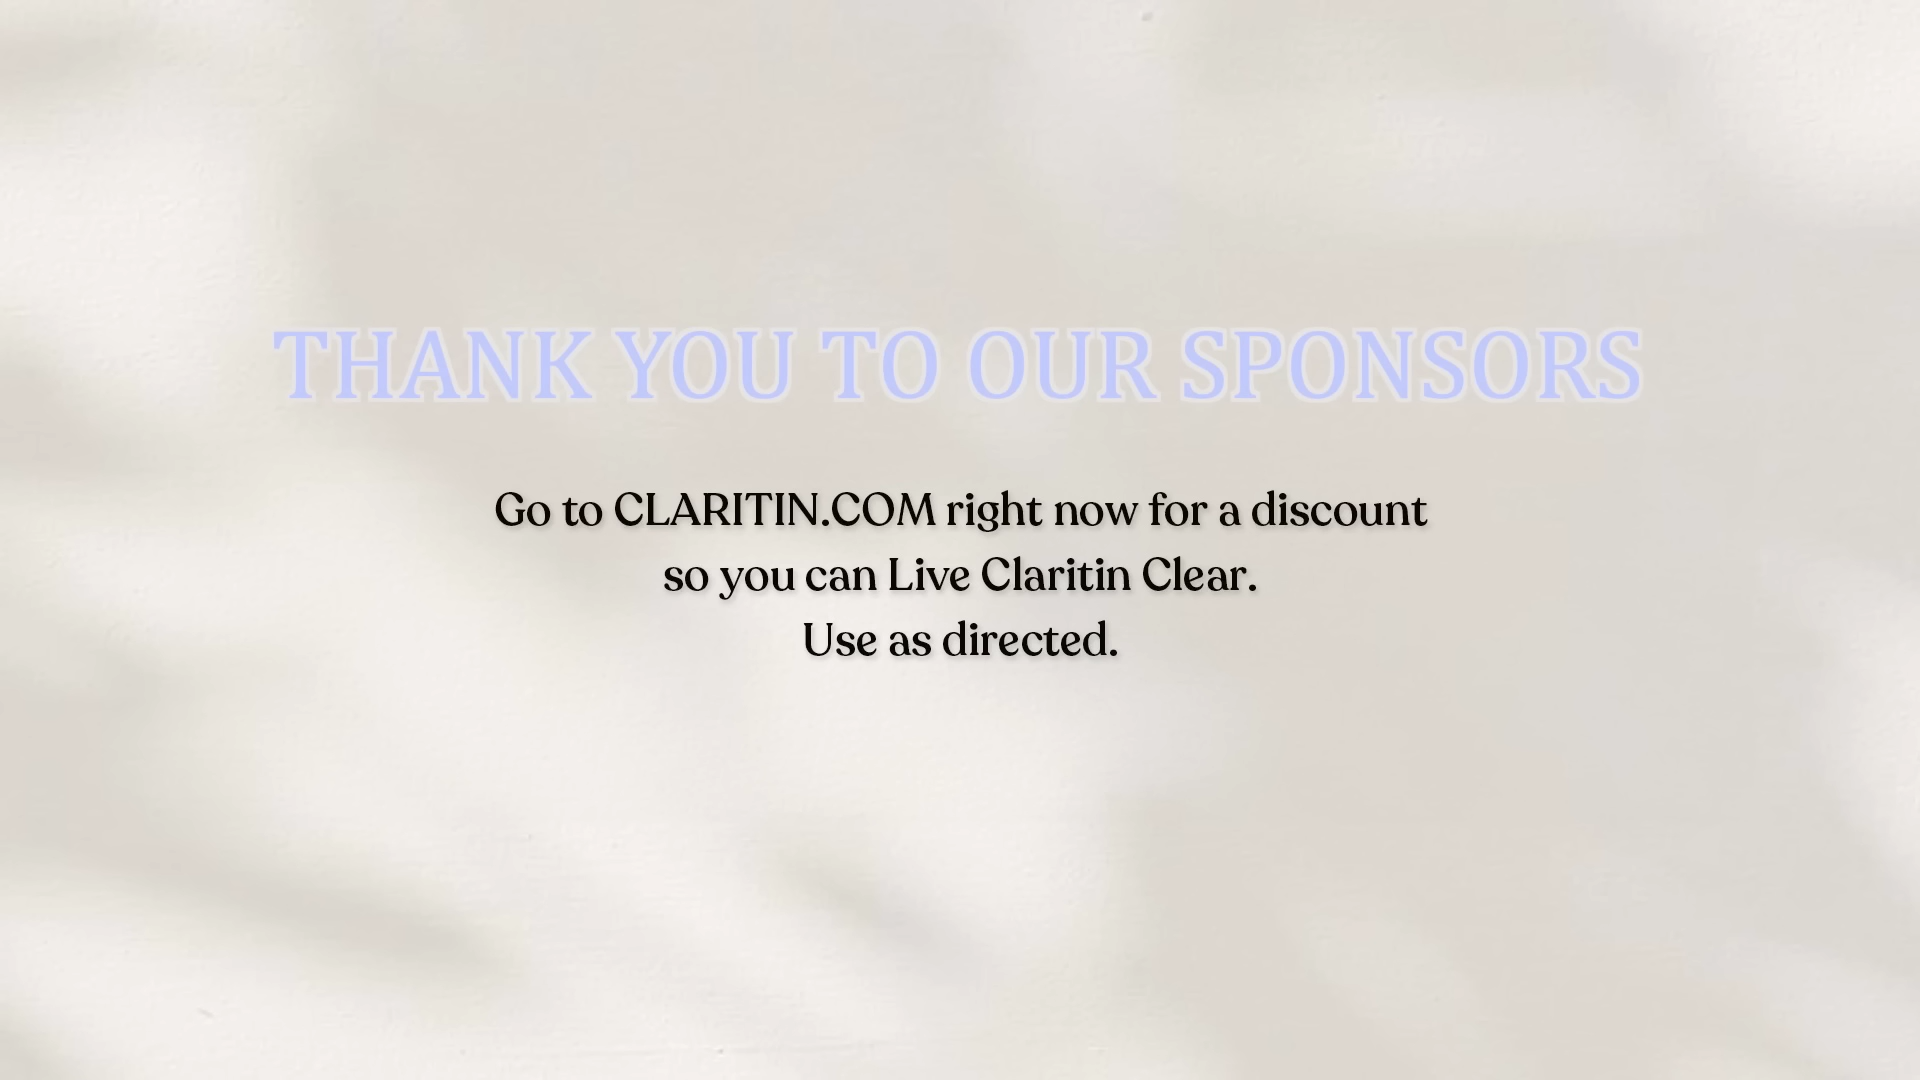 THANK YOU TO OUR SPONSORS
Go to CLARITIN.COM right now for a discount
so you can Live Claritin Clear.
Use as directed.